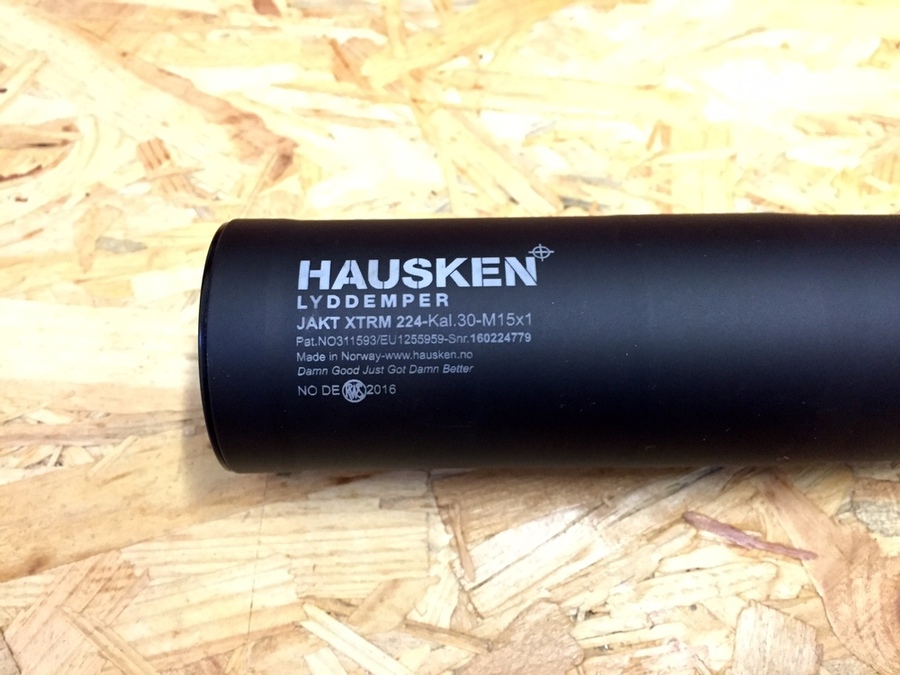 HAUSKEN
LYDDEMPER
JAKT XTRM 224-Kal.30-M15x1
Pat.NO311593/EU1255959-Snr.160224779
Made in Norway-www.hausken.no
Damn Good Just Got Damn Better
NO DE 2016